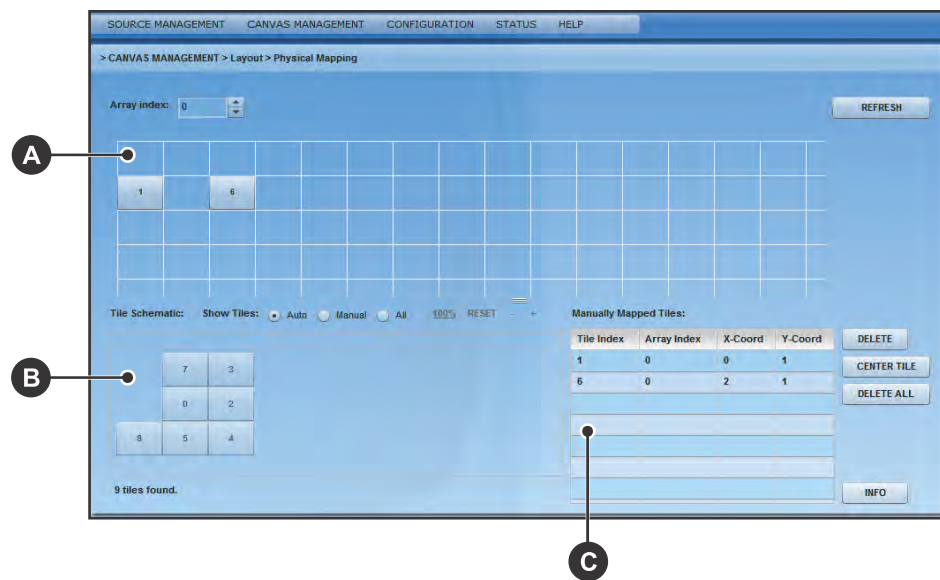 SOURCE MANAGEMENT CANVAS MANAGEMENT CONFIGURATION STATUS HELP
> CANVAS MANAGEMENT > Layout > Physical Mapping
Array index: 0
REFRESH
A
1 6
Tile Schematic: Show Tiles: Auto Manual All 100% RESET - +
Manually Mapped Tiles:
Tile Index Array Index X-Coord Y-Coord
1 0 0 1
6 0 2 1
DELETE
CENTER TILE
DELETE ALL
B
7 3
0 2
8 5 4
9 tiles found.
INFO
C